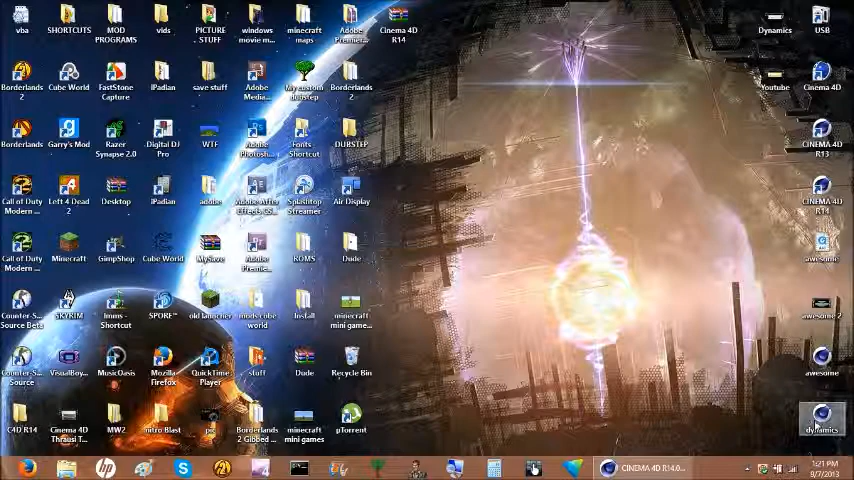 vba
SHORTCUTS
MOD
PROGRAMS
vids
PICTURE
STUFF
windows
movie m...
minecraft
maps
Adobe
Premier...
Cinema 4D
R14
Dynamics
USB
Borderlands
2
Cube World
FastStone
Capture
iPadian
save stuff
Adobe
Media...
My custom
dubstep
Borderlands
2
Youtube
Cinema 4D
Borderlands
Garry's Mod
Razer
Synapse 2.0
Digital DJ
Pro
WTF
Adobe
Photosh...
Fonts -
Shortcut
DUBSTEP
CINEMA 4D
R13
Call of Duty
Modern ...
Left 4 Dead
2
Desktop
iPadian
adobe
Adobe After
Effects CS...
Splashtop
Streamer
Air Display
CINEMA 4D
R14
Call of Duty
Modern ...
Minecraft
GimpShop
Cube World
MySave
Adobe
Premie...
ROMS
Dude
awesome
Counter-S...
Source Beta
SKYRIM
Imms -
Shortcut
SPORE™
old launcher
mods cube
world
Install
minecraft
mini game...
awesome 2
Counter-S...
Source
VisualBoy...
MusicOasis
Mozilla
Firefox
QuickTime
Player
stuff
Dude
Recycle Bin
awesome
C4D R14
Cinema 4D
Thrausi T...
MW2
nitro Blast
pic
Borderlands
2 Gibbed ...
minecraft
mini games
µTorrent
dynamics
CINEMA 4D R14.0...
1:21 PM
9/7/2013